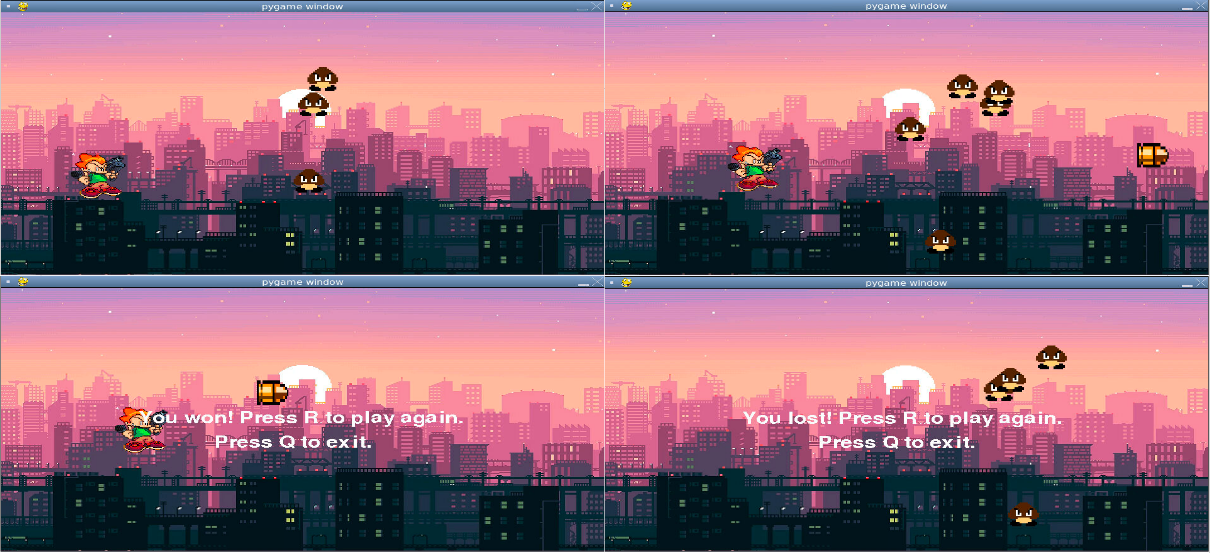 pygame window
pygame window
pygame window
You won! Press R to play again.
Press Q to exit.
pygame window
You lost! Press R to play again.
Press Q to exit.